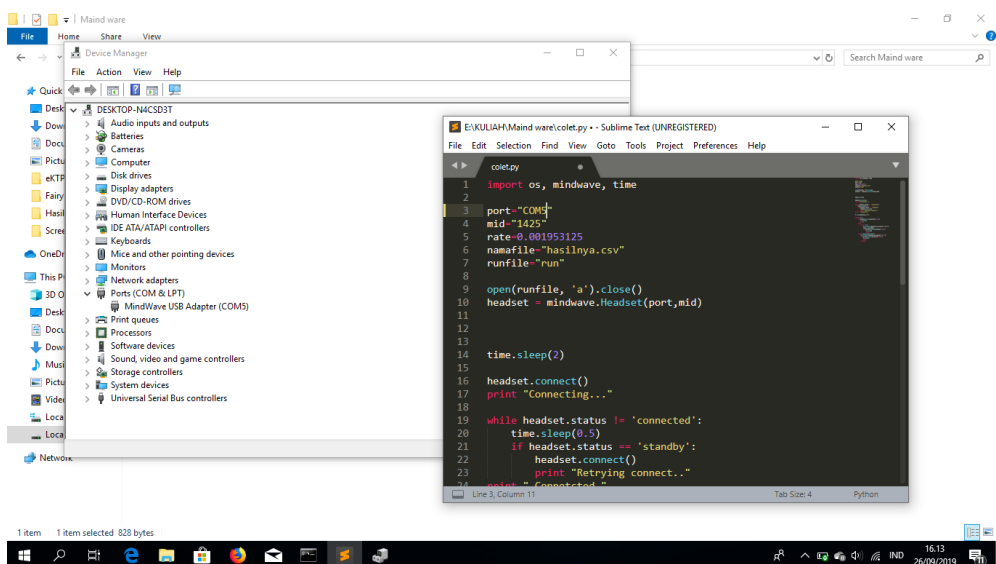 Maind ware
File Home Share View
Search Maind ware
Device Manager
File Action View Help
Quick
Desk
Dow
Docu
Pictu
eKTP
Fairy
Hasil
Scree
OneDr
This P
3D O
Desk
Docu
Dow
Musi
Pictu
Vide
Loca
Loca
Network
DESKTOP-N4CSD3T
Audio inputs and outputs
Batteries
Cameras
Computer
Disk drives
Display adapters
DVD/CD-ROM drives
Human Interface Devices
IDE ATA/ATAPI controllers
Keyboards
Mice and other pointing devices
Monitors
Network adapters
Ports (COM & LPT)
MindWave USB Adapter (COM5)
Print queues
Processors
Software devices
Sound, video and game controllers
Storage controllers
System devices
Universal Serial Bus controllers
E:\KULIAH\Maind ware\colet.py • - Sublime Text (UNREGISTERED)
File Edit Selection Find View Goto Tools Project Preferences Help
colet.py
1 import os, mindwave, time
2
3 port="COM5"
4 mid="1425"
5 rate=0.001953125
6 namafile="hasilnya.csv"
7 runfile="run"
8
9 open(runfile, 'a').close()
10 headset = mindwave.Headset(port,mid)
11
12
13
14 time.sleep(2)
15
16 headset.connect()
17 print "Connecting..."
18
19 while headset.status != 'connected':
20 time.sleep(0.5)
21 if headset.status == 'standby':
22 headset.connect()
23 print "Retrying connect.."
24 print "
Line 3, Column 11 Tab Size: 4 Python
1 item 1 item selected 828 bytes
IND
16.13
26/09/2019